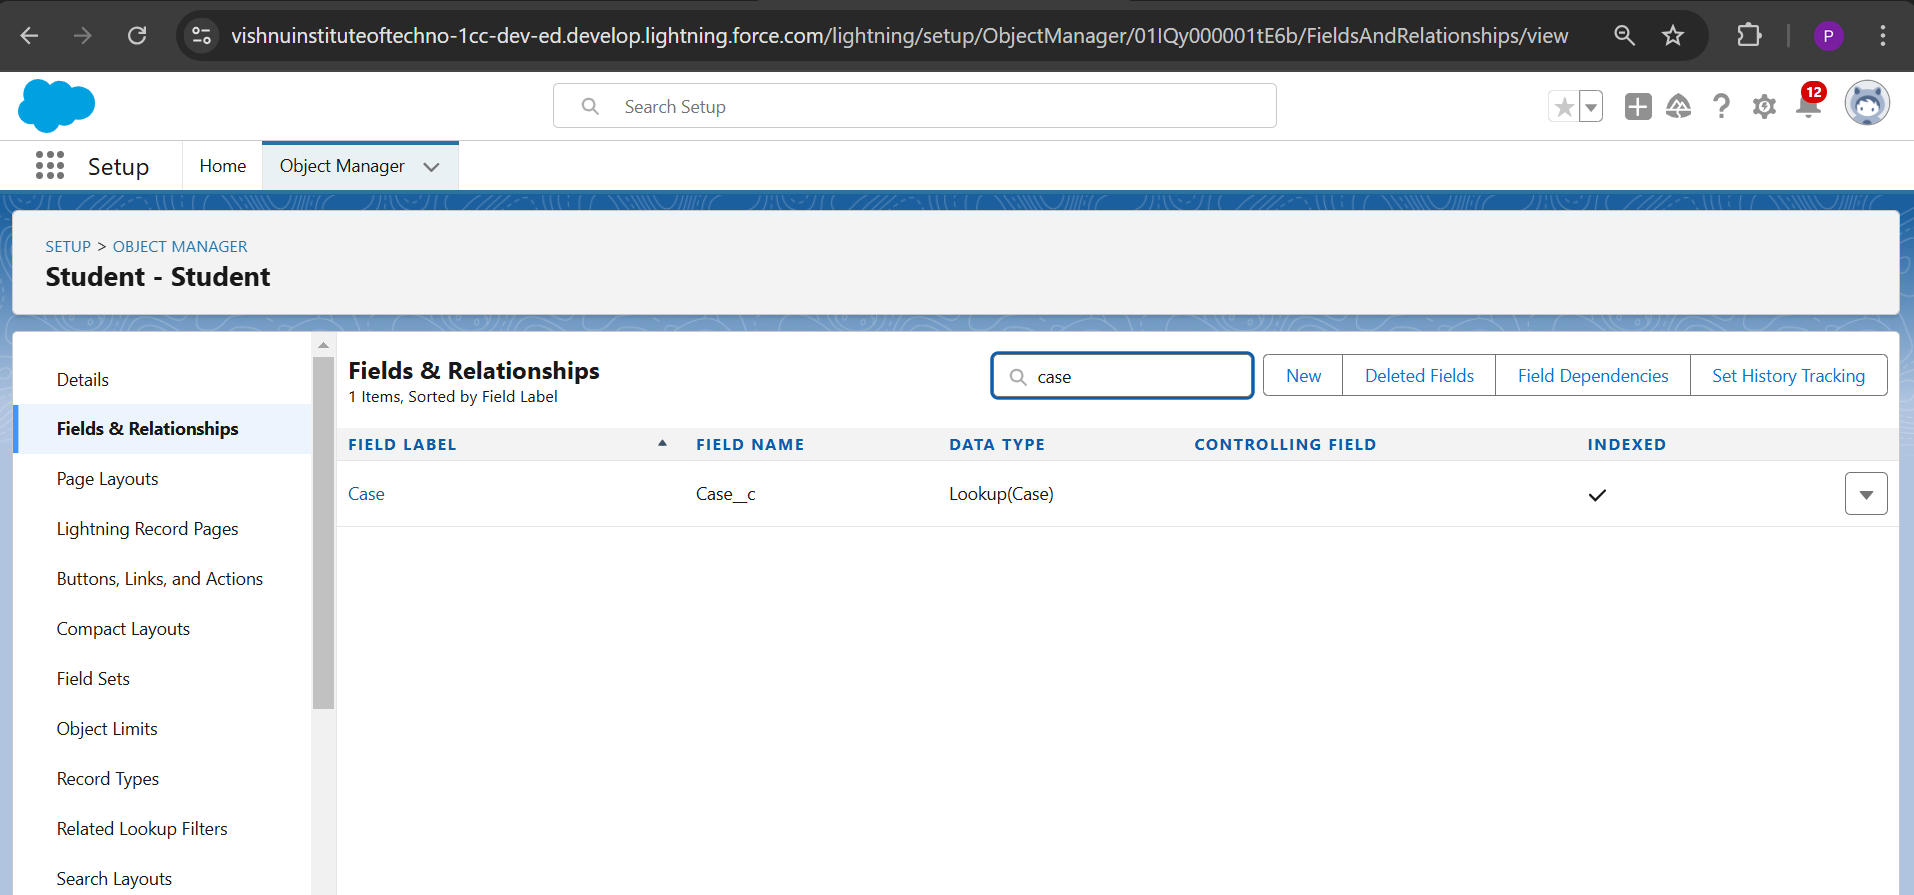 vishnuinstituteoftechno-1cc-dev-ed.develop.lightning.force.com/lightning/setup/ObjectManager/01IQy000001tE6b/FieldsAndRelationships/view
P
Search Setup
12
Setup
Home
Object Manager
SETUP > OBJECT MANAGER
Student - Student
Details
Fields & Relationships
Page Layouts
Lightning Record Pages
Buttons, Links, and Actions
Compact Layouts
Field Sets
Object Limits
Record Types
Related Lookup Filters
Search Layouts
Fields & Relationships
1 Items, Sorted by Field Label
case
New
Deleted Fields
Field Dependencies
Set History Tracking
FIELD LABEL FIELD NAME DATA TYPE CONTROLLING FIELD INDEXED
Case Case__c Lookup(Case)